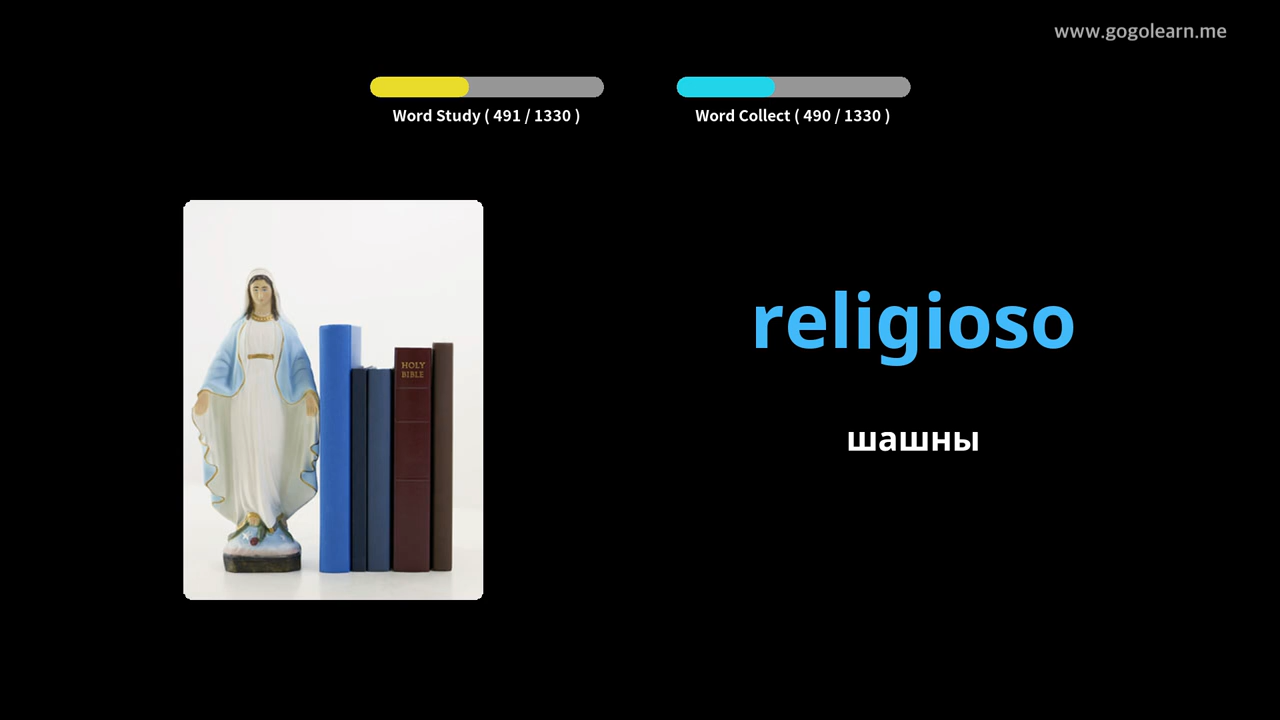 www.gogolearn.me
Word Study ( 491 / 1330 )
Word Collect ( 490 / 1330 )
HOLY
BIBLE
religioso
шашны